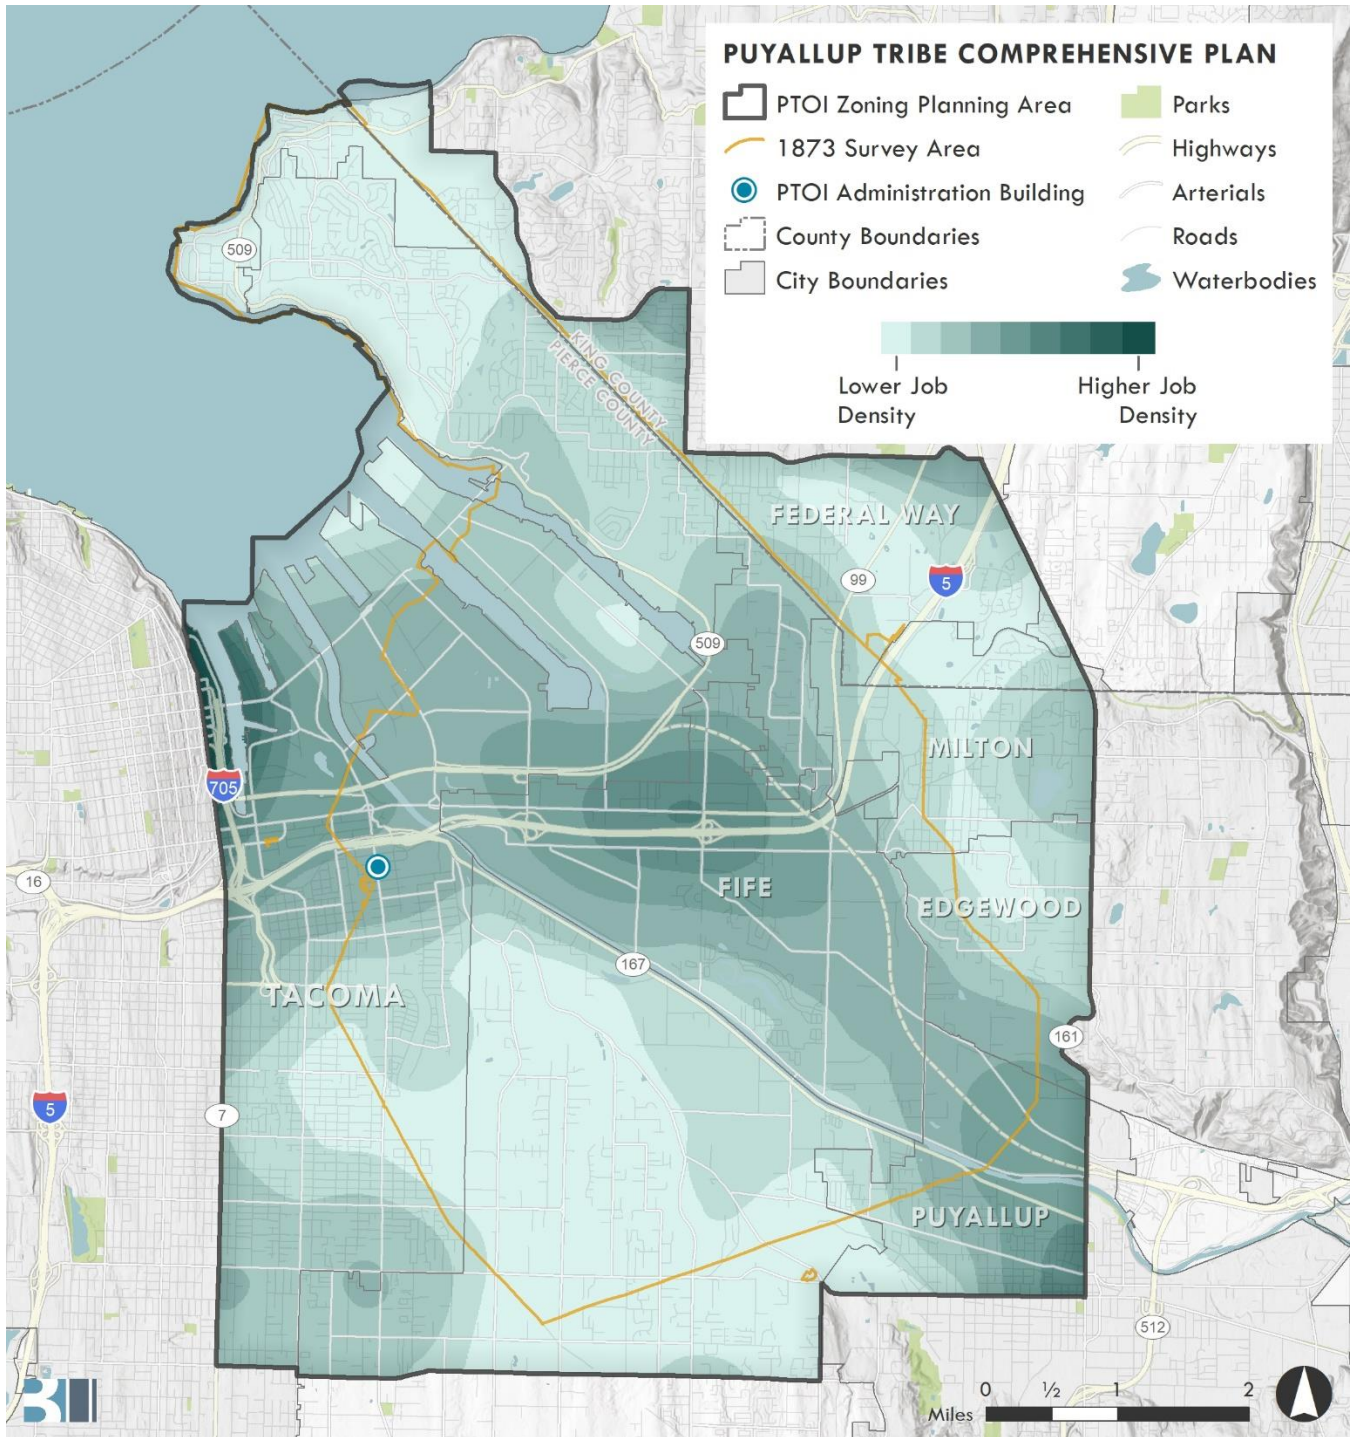 PUYALLUP TRIBE COMPREHENSIVE PLAN
PTOI Zoning Planning Area
1873 Survey Area
PTOI Administration Building
County Boundaries
City Boundaries
Parks
Highways
Arterials
Roads
Waterbodies
Lower Job
Density
Higher Job
Density
509
KING COUNTY
PIERCE COUNTY
FEDERAL WAY
99
5
509
MILTON
705
16
FIFE
EDGEWOOD
167
TACOMA
161
5
7
PUYALLUP
512
0 ½ 1 2
Miles